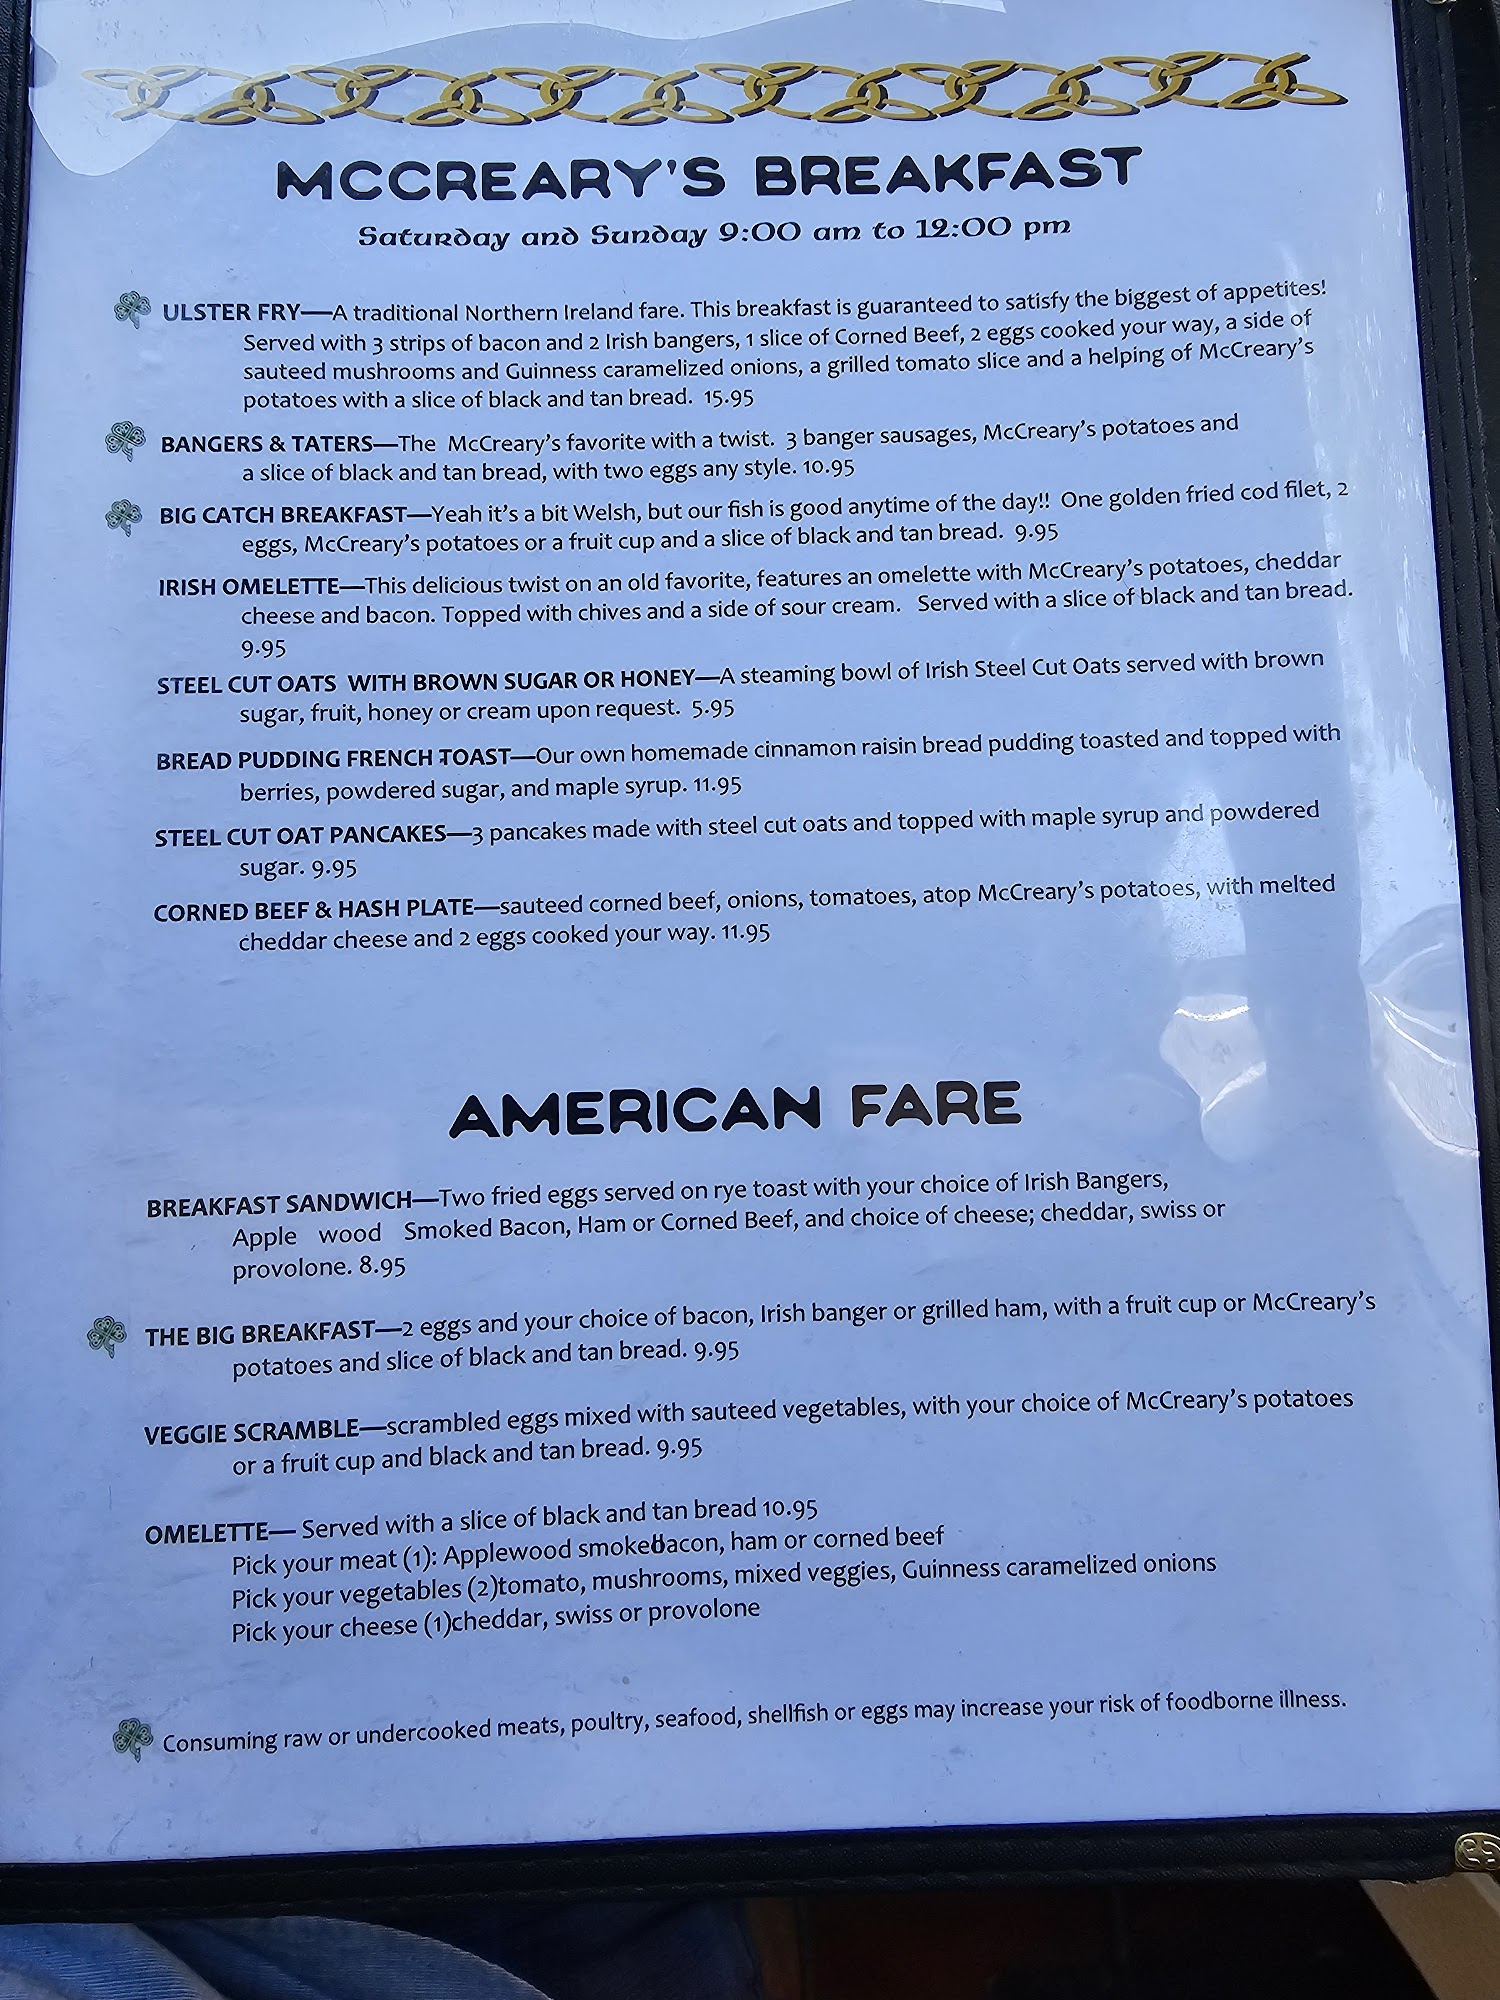 MCCREARY'S BREAKFAST
Saturday and Sunday 9:00 am to 12:00 pm
ULSTER FRY—A traditional Northern Ireland fare. This breakfast is guaranteed to satisfy the biggest of appetites!
Served with 3 strips of bacon and 2 Irish bangers, 1 slice of Corned Beef, 2 eggs cooked your way, a side of
sauteed mushrooms and Guinness caramelized onions, a grilled tomato slice and a helping of McCreary's
potatoes with a slice of black and tan bread. 15.95
BANGERS & TATERS—The McCreary's favorite with a twist. 3 banger sausages, McCreary's potatoes and
a slice of black and tan bread, with two eggs any style. 10.95
BIG CATCH BREAKFAST—Yeah it's a bit Welsh, but our fish is good anytime of the day!! One golden fried cod filet, 2
eggs, McCreary's potatoes or a fruit cup and a slice of black and tan bread. 9.95
IRISH OMELETTE—This delicious twist on an old favorite, features an omelette with McCreary's potatoes, cheddar
cheese and bacon. Topped with chives and a side of sour cream. Served with a slice of black and tan bread.
9.95
STEEL CUT OATS WITH BROWN SUGAR OR HONEY—A steaming bowl of Irish Steel Cut Oats served with brown
sugar, fruit, honey or cream upon request. 5.95
BREAD PUDDING FRENCH TOAST—Our own homemade cinnamon raisin bread pudding toasted and topped with
berries, powdered sugar, and maple syrup. 11.95
STEEL CUT OAT PANCAKES—3 pancakes made with steel cut oats and topped with maple syrup and powdered
sugar. 9.95
CORNED BEEF & HASH PLATE—sauteed corned beef, onions, tomatoes, atop McCreary's potatoes, with melted
cheddar cheese and 2 eggs cooked your way. 11.95
AMERICAN FARE
BREAKFAST SANDWICH—Two fried eggs served on rye toast with your choice of Irish Bangers,
Apple wood Smoked Bacon, Ham or Corned Beef, and choice of cheese; cheddar, swiss or
provolone. 8.95
THE BIG BREAKFAST—2 eggs and your choice of bacon, Irish banger or grilled ham, with a fruit cup or McCreary's
potatoes and slice of black and tan bread. 9.95
VEGGIE SCRAMBLE—scrambled eggs mixed with sauteed vegetables, with your choice of McCreary's potatoes
or a fruit cup and black and tan bread. 9.95
OMELETTE— Served with a slice of black and tan bread 10.95
Pick your meat (1): Applewood smoked bacon, ham or corned beef
Pick your vegetables (2)tomato, mushrooms, mixed veggies, Guinness caramelized onions
Pick your cheese (1)cheddar, swiss or provolone
Consuming raw or undercooked meats, poultry, seafood, shellfish or eggs may increase your risk of foodborne illness.